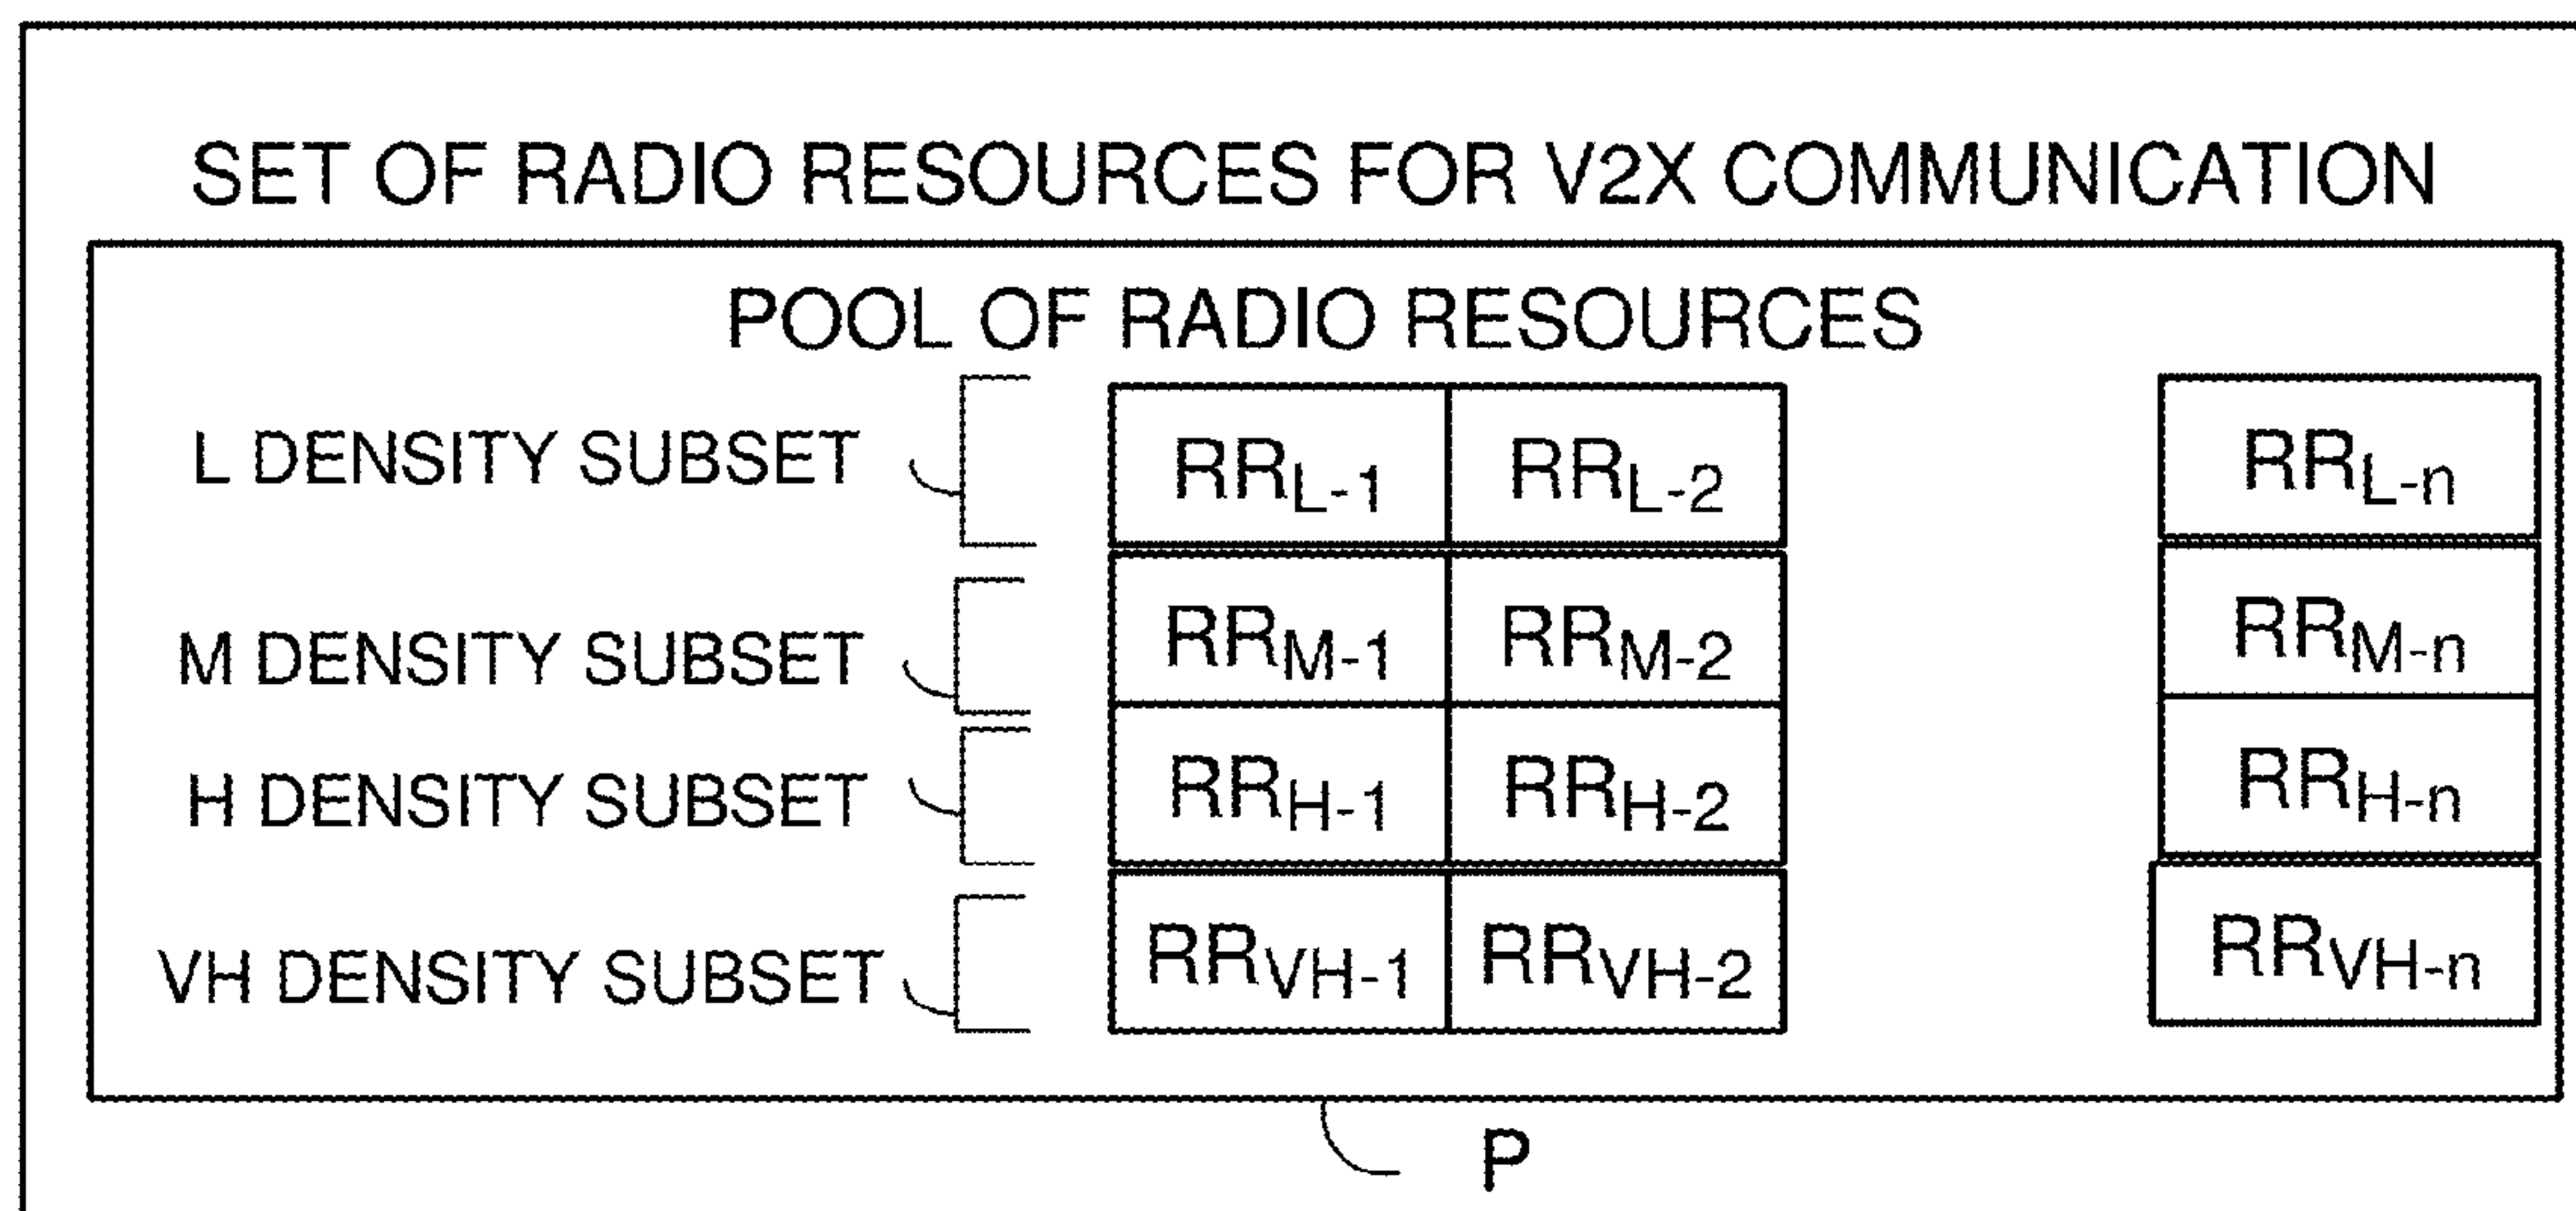 SET OF RADIO RESOURCES FOR V2X COMMUNICATION
POOL OF RADIO RESOURCES
L DENSITY SUBSET RRL-1 RRL-2 RRL-n
M DENSITY SUBSET RRM-1 RRM-2 RRM-n
H DENSITY SUBSET RRH-1 RRH-2 RRH-n
VH DENSITY SUBSET RRVH-1 RRVH-2 RRVH-n
P